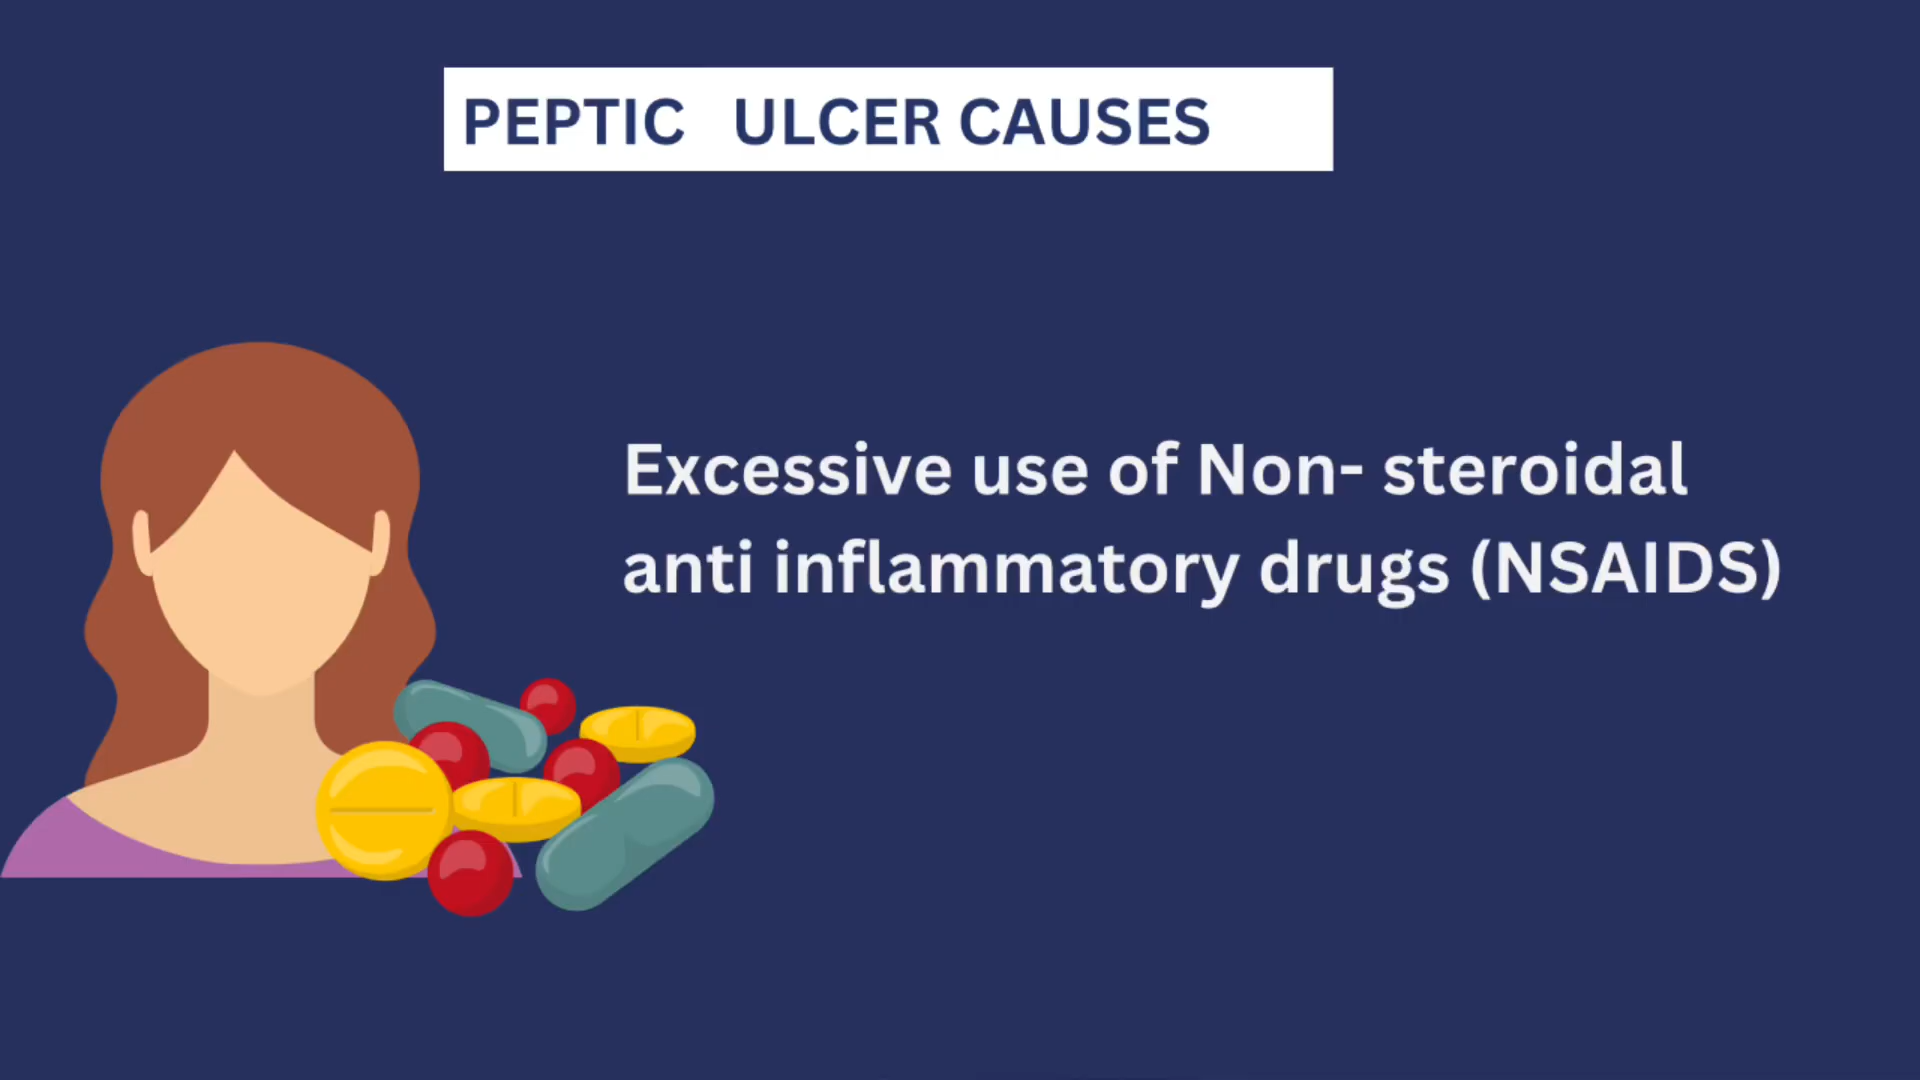 PEPTIC ULCER CAUSES
Excessive use of Non- steroidal
anti inflammatory drugs (NSAIDS)